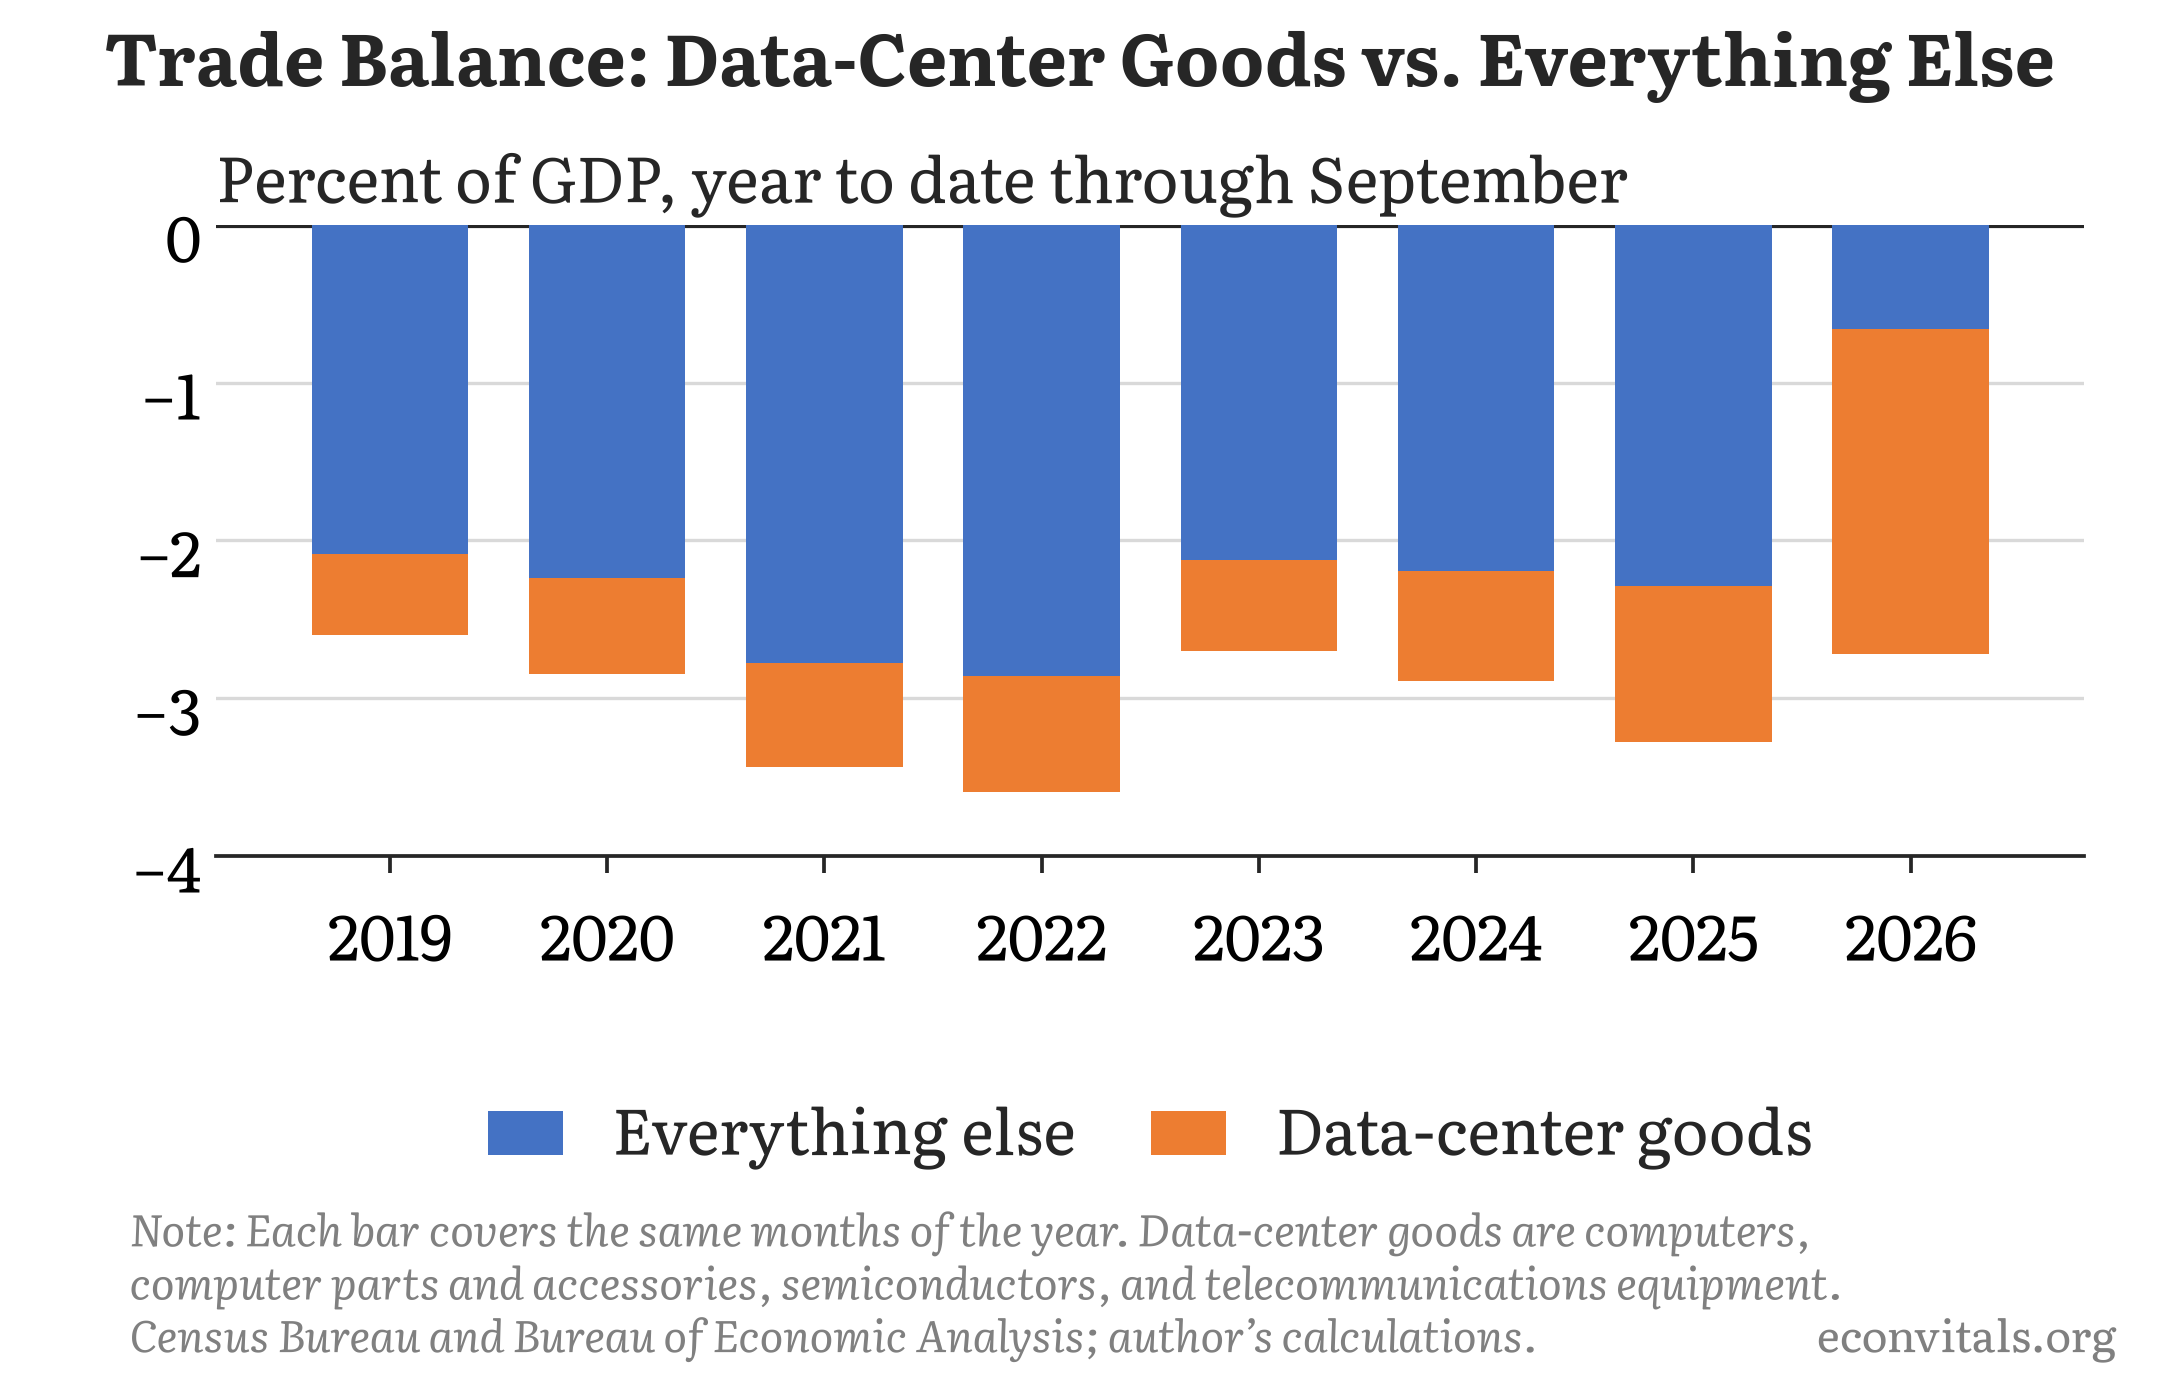 Trade Balance: Data-Center Goods vs. Everything Else
Percent of GDP, year to date through September
0
−1
−2
−3
−4
2019 2020 2021 2022 2023 2024 2025 2026
Everything else Data-center goods
Note: Each bar covers the same months of the year. Data-center goods are computers,
computer parts and accessories, semiconductors, and telecommunications equipment.
Census Bureau and Bureau of Economic Analysis; author’s calculations. econvitals.org